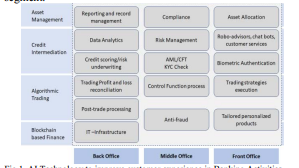 segment.
Asset
Management
Reporting and record
management
Compliance
Asset Allocation
Credit
Intermediation
Data Analytics
Risk Management
Robo-advisors, chat bots,
customer services
Credit scoring/risk
underwriting
AML/CFT
KYC Check
Biometric Authentication
Algorithmic
Trading
Trading Profit and loss
reconciliation
Control Function process
Trading strategies
execution
Post-trade processing
Anti-fraud
Tailored personalized
products
Blockchain
based Finance
IT –Infrastructure
Back Office
Middle Office
Front Office